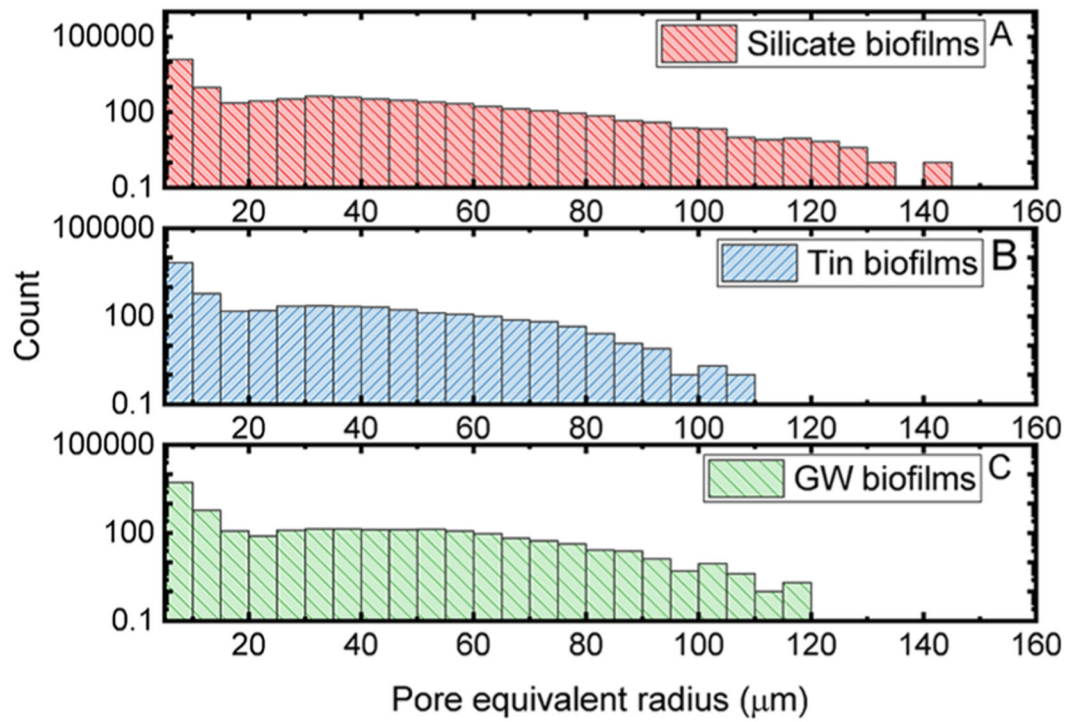 100000
100
0.1
Silicate biofilms
A
20 40 60 80 100 120 140 160
100000
100
0.1
Tin biofilms
B
20 40 60 80 100 120 140 160
100000
100
0.1
GW biofilms
C
20 40 60 80 100 120 140 160
Count
Pore equivalent radius (μm)